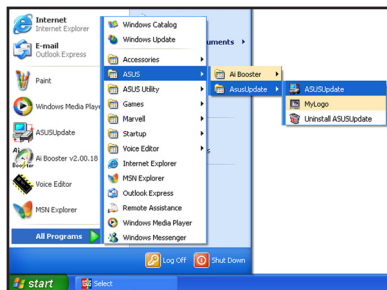 Internet
Internet Explorer
E-mail
Outlook Express
Paint
Windows Media Playe
ASUSUpdate
Ai Booster v2.00.18
Voice Editor
MSN Explorer
All Programs
Windows Catalog
Windows Update
Accessories
ASUS
ASUS Utility
Games
Marvell
Startup
Voice Editor
Internet Explorer
MSN Explorer
Outlook Express
Remote Assistance
Windows Media Player
Windows Messenger
uments
s
Ai Booster
AsusUpdate
ASUSUpdate
MyLogo
Uninstall ASUSUpdate
Log Off
Shut Down
start
Select